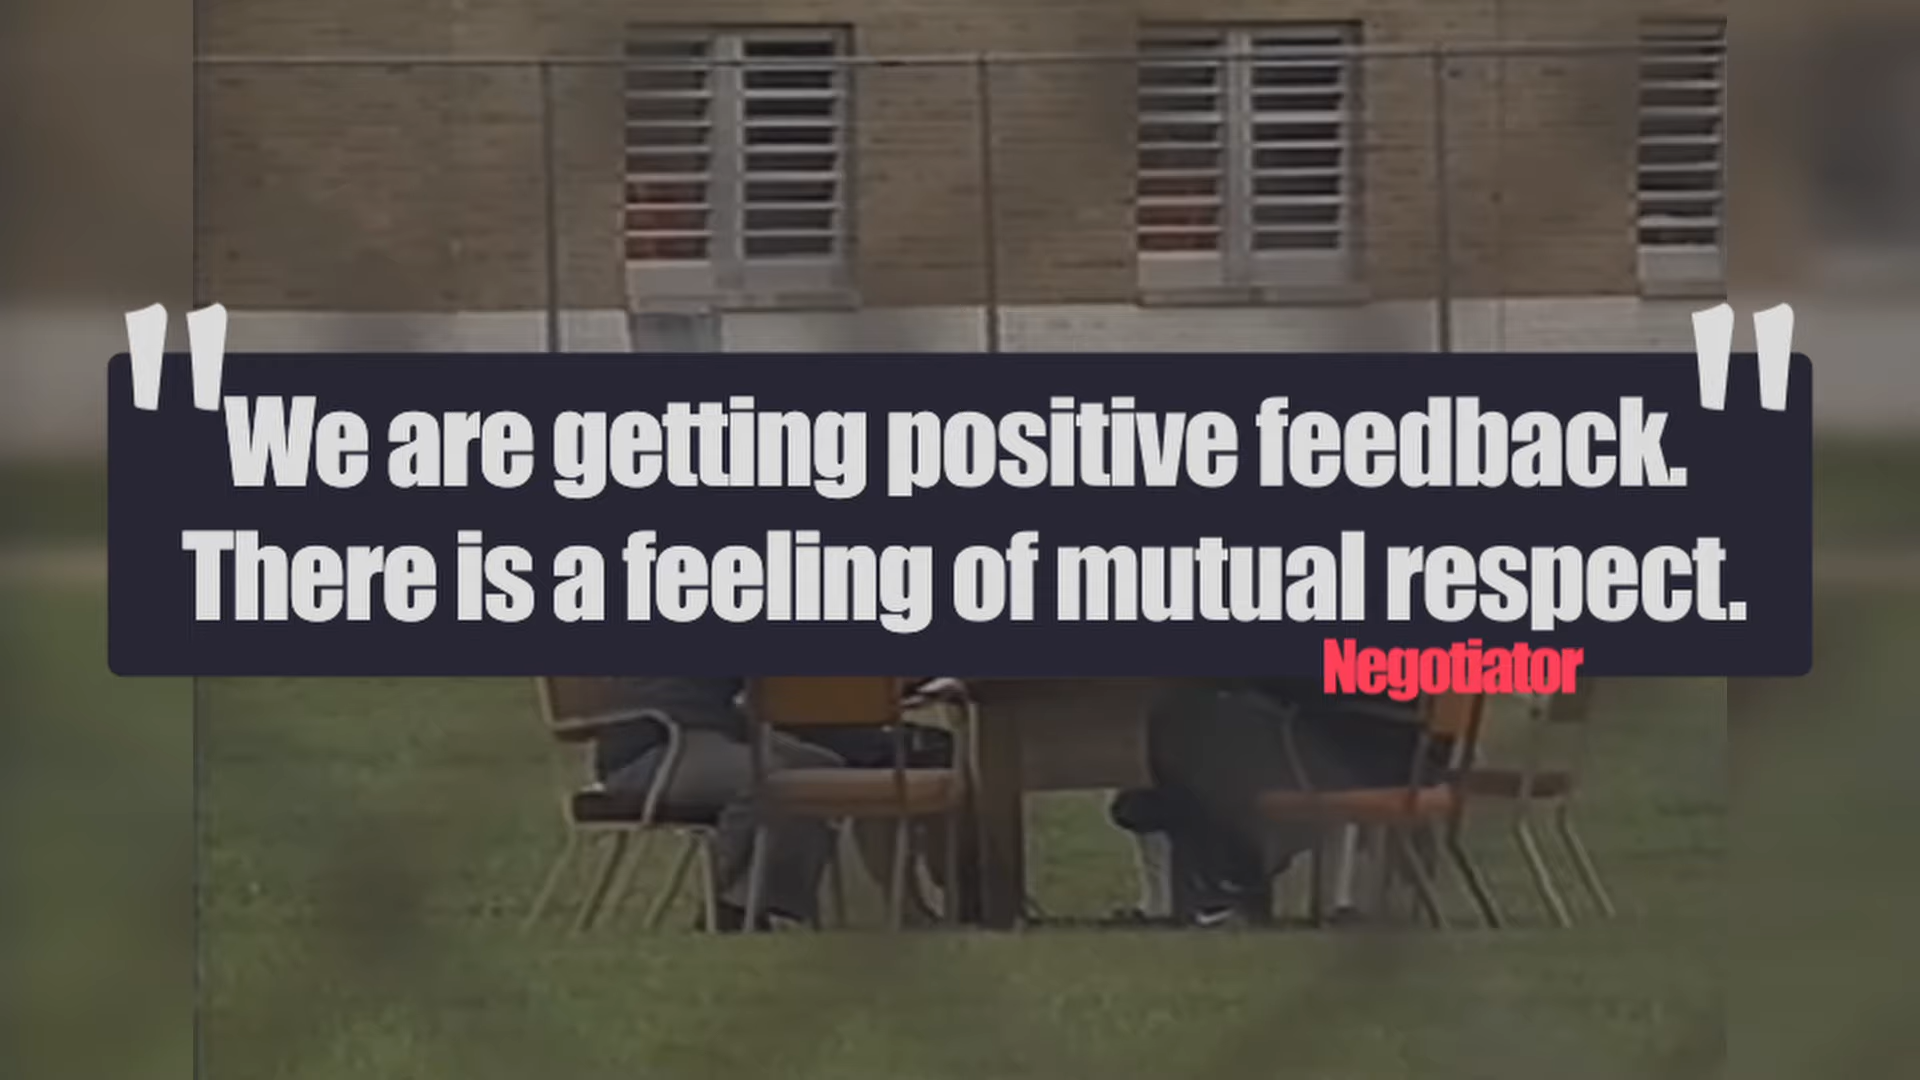 "We are getting positive feedback.
There is a feeling of mutual respect."
Negotiator